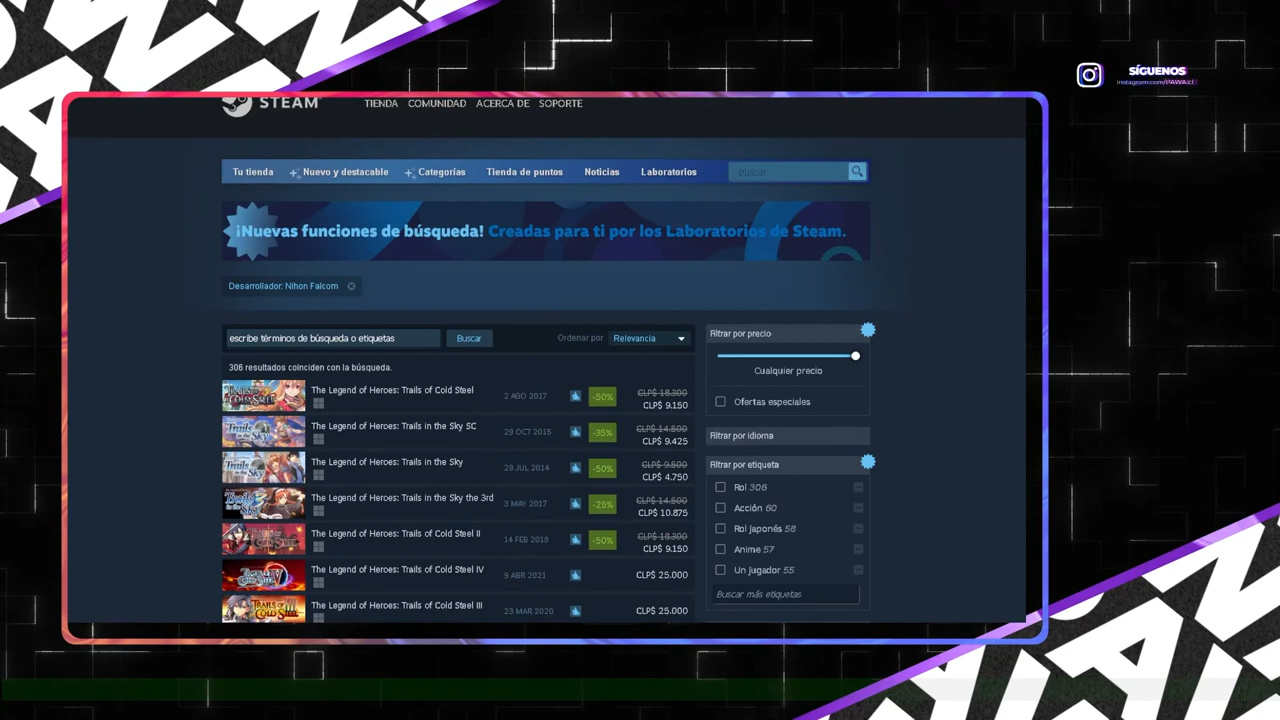 SÍGUENOS
instagram.com/PAWA.cl
STEAM
TIENDA COMUNIDAD ACERCA DE SOPORTE
Tu tienda Nuevo y destacable Categorías Tienda de puntos Noticias Laboratorios buscar
¡Nuevas funciones de búsqueda! Creadas para ti por los Laboratorios de Steam.
Desarrollador: Nihon Falcom
escribe términos de búsqueda o etiquetas Buscar Ordenar por Relevancia
306 resultados coinciden con la búsqueda.
The Legend of Heroes: Trails of Cold Steel 2 AGO 2017 -50% CLP$ 18.300
CLP$ 9.150
The Legend of Heroes: Trails in the Sky SC 29 OCT 2015 -35% CLP$ 14.500
CLP$ 9.425
The Legend of Heroes: Trails in the Sky 29 JUL 2014 -50% CLP$ 9.500
CLP$ 4.750
The Legend of Heroes: Trails in the Sky the 3rd 3 MAY 2017 -25% CLP$ 14.500
CLP$ 10.875
The Legend of Heroes: Trails of Cold Steel II 14 FEB 2018 -50% CLP$ 18.300
CLP$ 9.150
The Legend of Heroes: Trails of Cold Steel IV 9 ABR 2021 CLP$ 25.000
The Legend of Heroes: Trails of Cold Steel III 23 MAR 2020 CLP$ 25.000
Filtrar por precio
Cualquier precio
Ofertas especiales
Filtrar por idioma
Filtrar por etiqueta
Rol 306
Acción 60
Rol japonés 58
Anime 57
Un jugador 55
Buscar más etiquetas